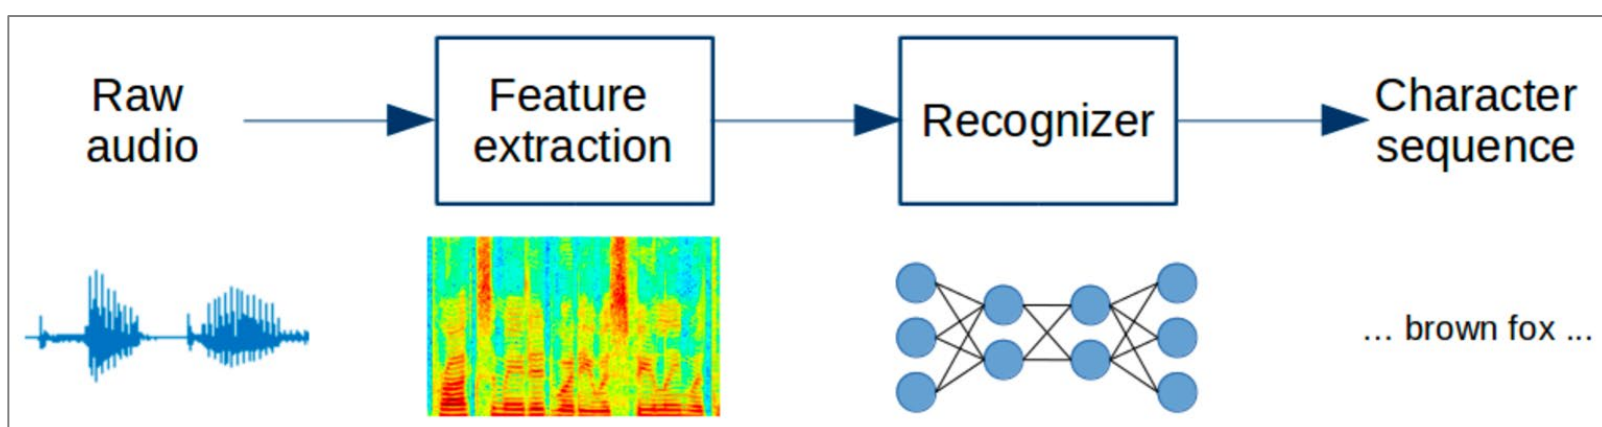 Raw
audio
Feature
extraction
Recognizer
Character
sequence
... brown fox ...